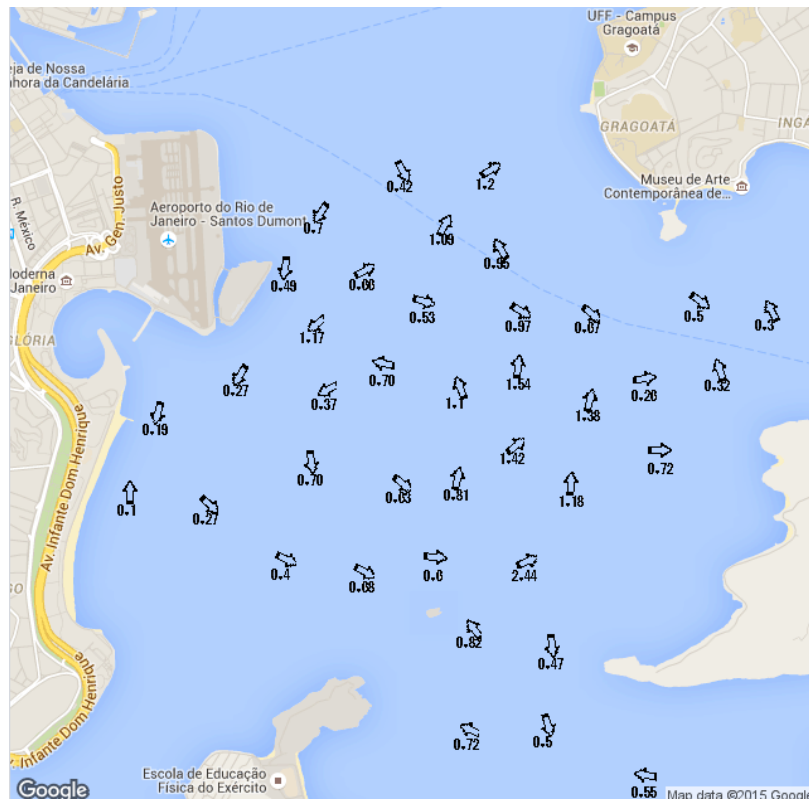 UFF - Campus
Gragoatá
eja de Nossa
nhora da Candelária
GRAGOATÁ
INGÁ
Av. Gen. Justo
R. México
Museu de Arte
Contemporânea de...
0.42
1.2
Aeroporto do Rio de
Janeiro - Santos Dumont
0.7
1.09
0.95
Moderna
Janeiro
0.49
0.66
0.53
0.97
0.67
0.5
0.3
GLÓRIA
1.17
0.70
1.54
0.27
0.37
1.1
1.38
0.26
0.32
0.19
1.42
0.72
Av. Infante Dom Henrique
0.70
0.63
0.81
1.18
0.1
0.27
0.4
0.68
0.6
2.44
GO
0.82
0.47
0.72
0.5
Av. Infante Dom Henrique
Escola de Educação
Física do Exército
0.55
Google
Map data ©2015 Google